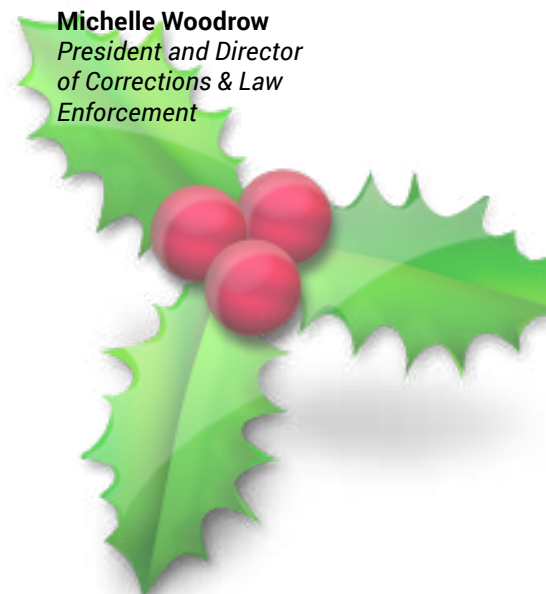 Michelle Woodrow
President and Director
of Corrections & Law
Enforcement